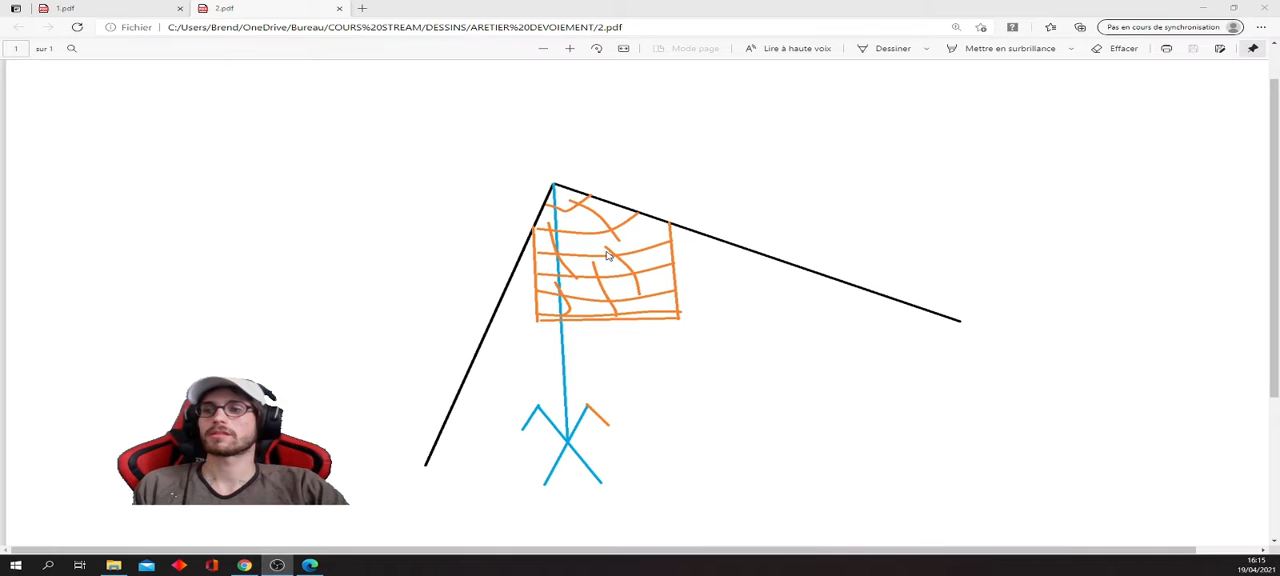 1.pdf
2.pdf
Fichier
C:/Users/Brend/OneDrive/Bureau/COURS%20STREAM/DESSINS/ARETIER%20DEVOIEMENT/2.pdf
Pas en cours de synchronisation
1
sur 1
Mode page
Lire à haute voix
Dessiner
Mettre en surbrillance
Effacer
16:15
19/04/2021